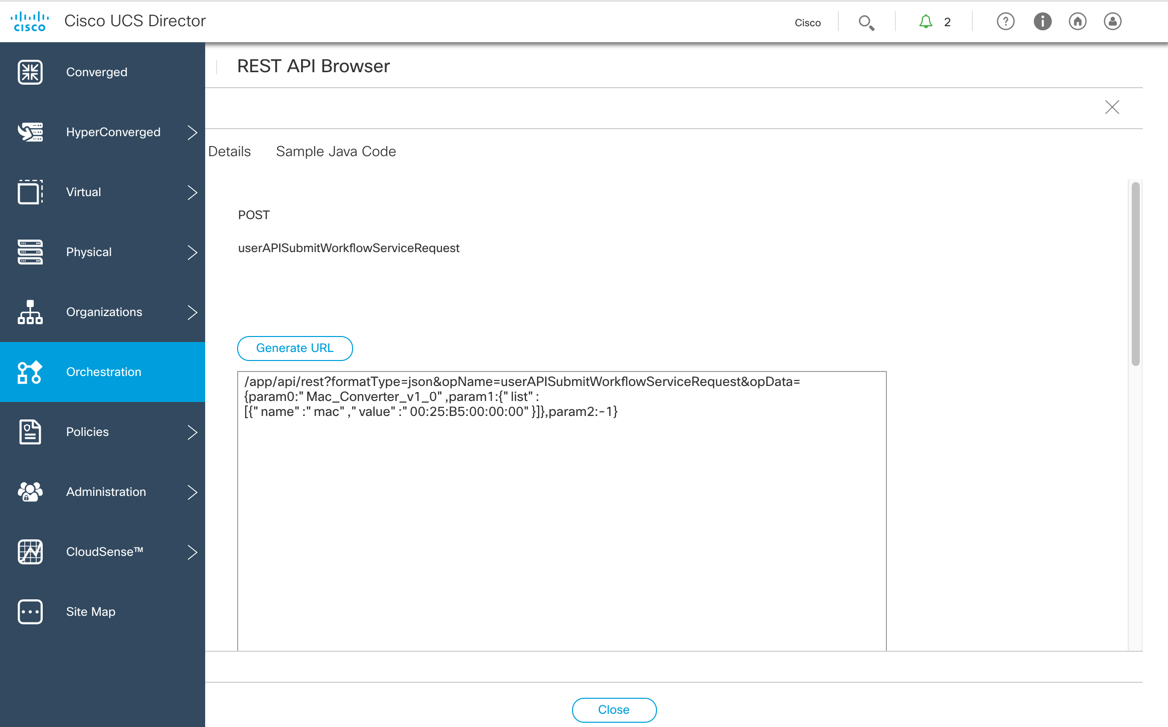 CISCO
Cisco UCS Director
Cisco
2
Converged
HyperConverged
Virtual
Physical
Organizations
Orchestration
Policies
Administration
CloudSense™
Site Map
REST API Browser
Details
Sample Java Code
POST
userAPISubmitWorkflowServiceRequest
Generate URL
/app/api/rest?formatType=json&opName=userAPISubmitWorkflowServiceRequest&opData=
{param0:"Mac_Converter_v1_0",param1:{"list":
[{"name":"mac","value":"00:25:B5:00:00:00"}]},param2:-1}
Close